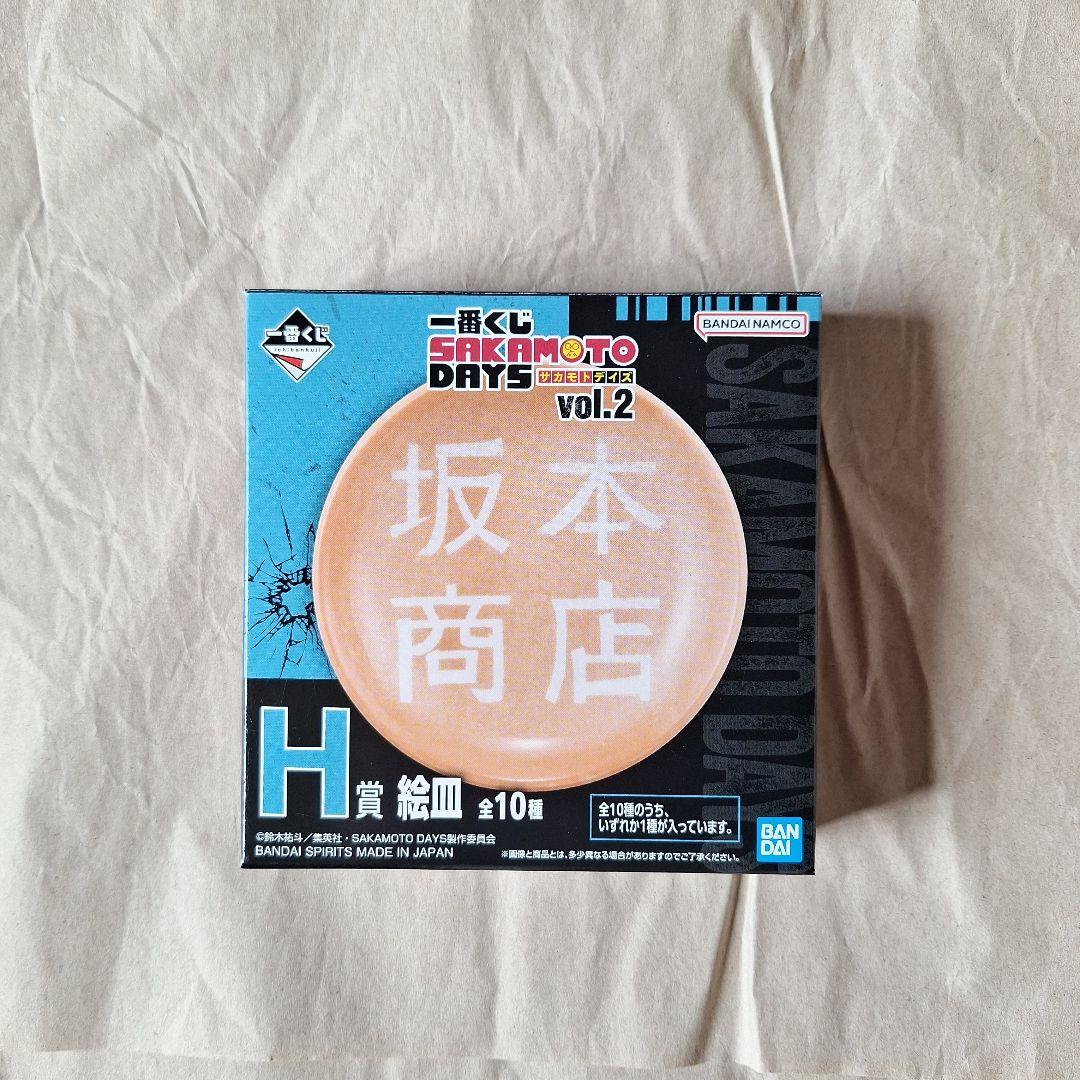 一番くじ
ichibankuji
一番くじ
SAKAMOTO
DAYS サカモトデイズ
vol.2
BANDAI NAMCO
SAKAMOTO DAYS
坂本
商店
H賞 絵皿 全10種
全10種のうち、
いずれか1種が入っています。
BAN
DAI
©鈴木祐斗／集英社・SAKAMOTO DAYS製作委員会
BANDAI SPIRITS MADE IN JAPAN
※画像と商品とは、多少異なる場合がありますのでご了承ください。